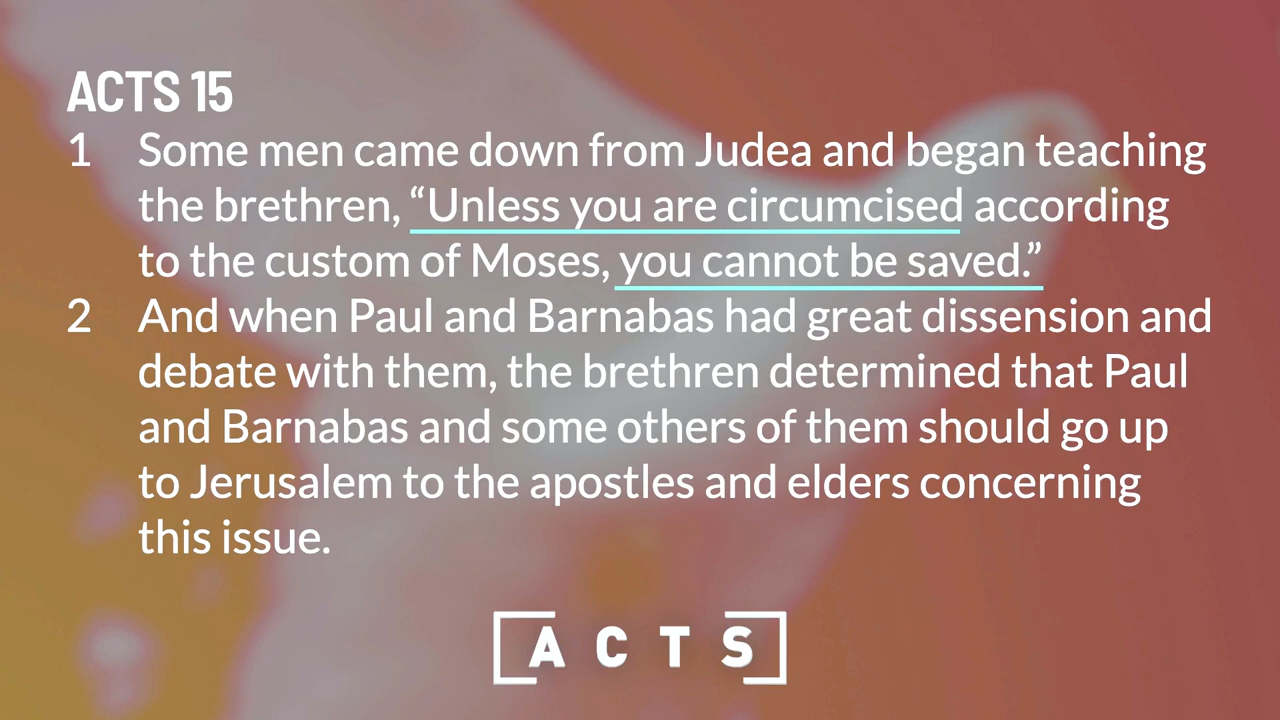 ACTS 15
1 Some men came down from Judea and began teaching
the brethren, “Unless you are circumcised according
to the custom of Moses, you cannot be saved.”
2 And when Paul and Barnabas had great dissension and
debate with them, the brethren determined that Paul
and Barnabas and some others of them should go up
to Jerusalem to the apostles and elders concerning
this issue.
[ACTS]